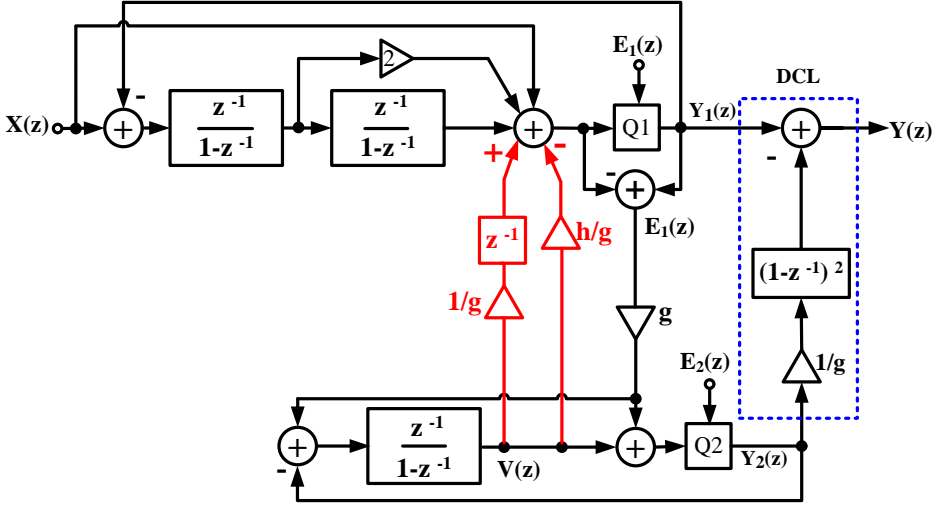 E₁(z)
2
DCL
X(z)
-
+
z ⁻¹
1-z ⁻¹
z ⁻¹
1-z ⁻¹
+
Q1
Y₁(z)
+
Y(z)
+
-
-
+
-
E₁(z)
z ⁻¹
h/g
(1-z ⁻¹) ²
1/g
g
E₂(z)
1/g
+
-
z ⁻¹
1-z ⁻¹
V(z)
+
Q2
Y₂(z)